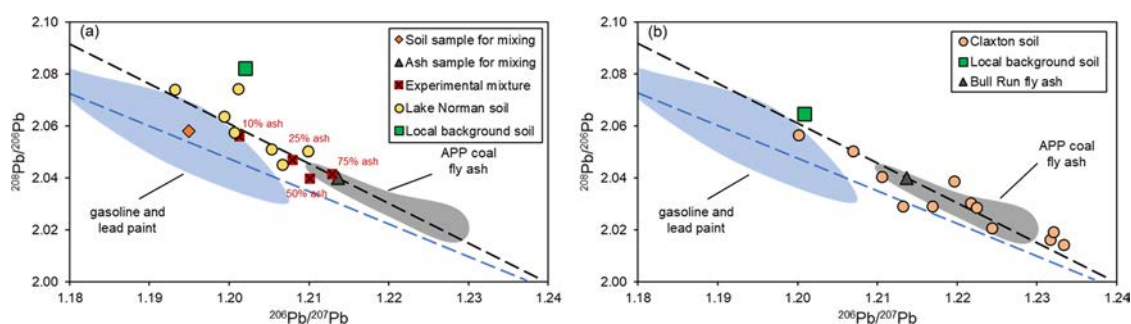 (a)
2.10
2.08
2.06
2.04
2.02
2.00
²⁰⁸Pb/²⁰⁶Pb
Soil sample for mixing
Ash sample for mixing
Experimental mixture
Lake Norman soil
Local background soil
10% ash
25% ash
75% ash
50% ash
APP coal
fly ash
gasoline and
lead paint
1.18 1.19 1.20 1.21 1.22 1.23 1.24
²⁰⁶Pb/²⁰⁷Pb
(b)
2.10
2.08
2.06
2.04
2.02
2.00
²⁰⁸Pb/²⁰⁶Pb
Claxton soil
Local background soil
Bull Run fly ash
APP coal
fly ash
gasoline and
lead paint
1.18 1.19 1.20 1.21 1.22 1.23 1.24
²⁰⁶Pb/²⁰⁷Pb